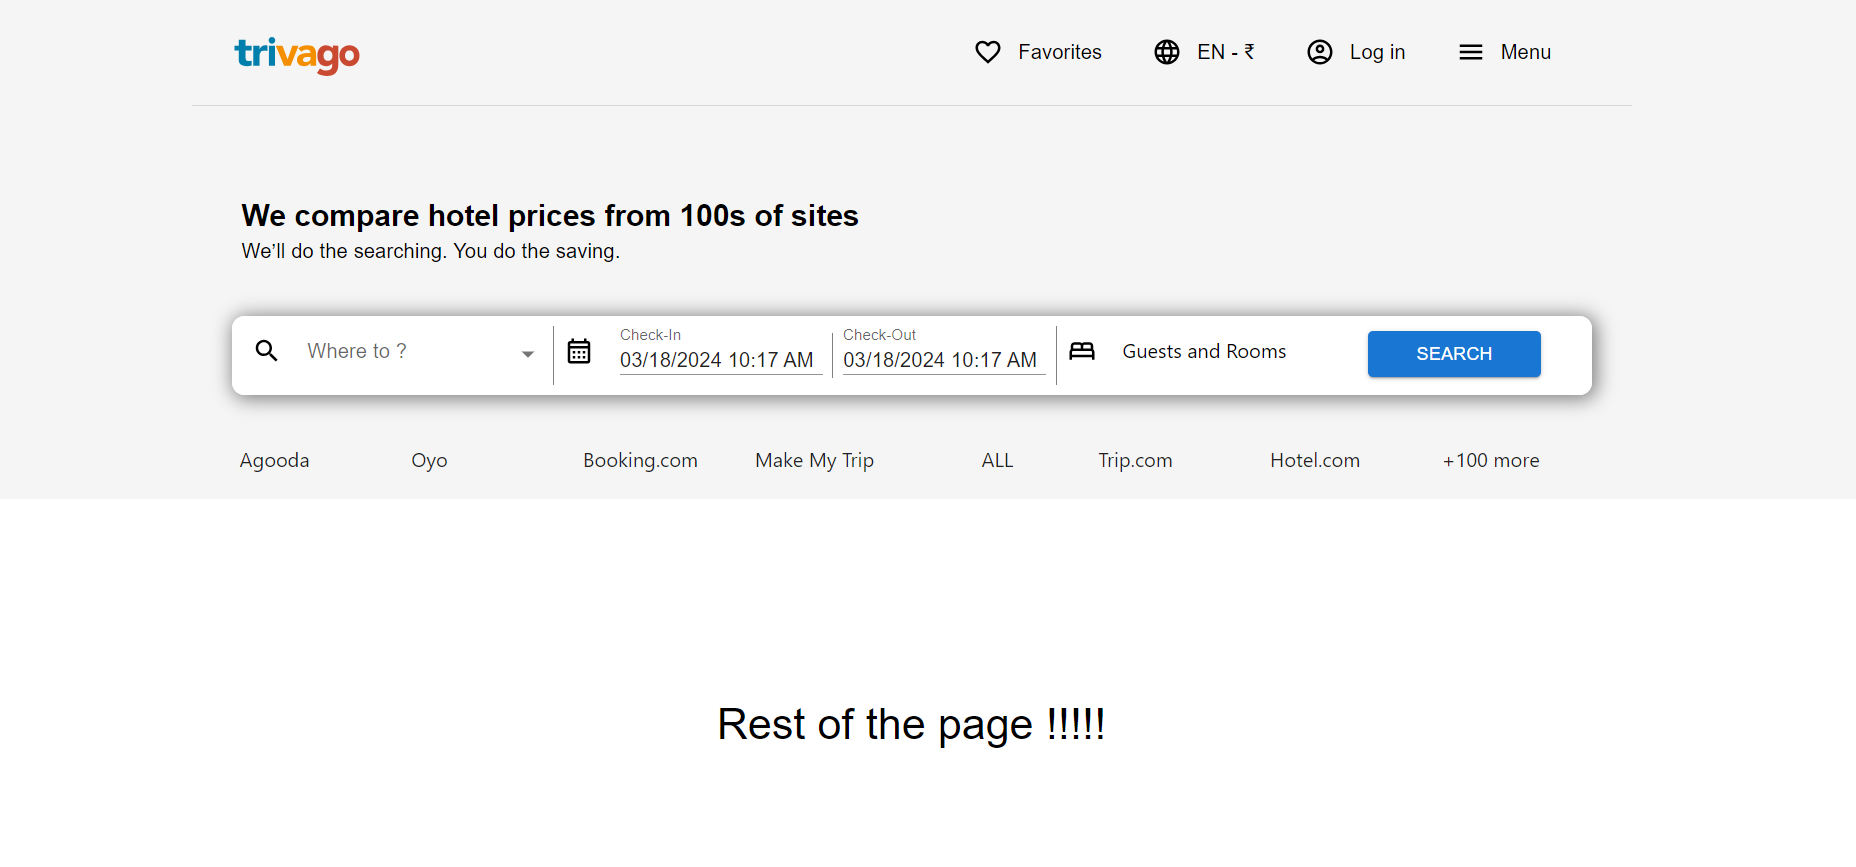 trivago
Favorites
EN - ₹
Log in
Menu
We compare hotel prices from 100s of sites
We’ll do the searching. You do the saving.
Where to ?
Check-In
03/18/2024 10:17 AM
Check-Out
03/18/2024 10:17 AM
Guests and Rooms
SEARCH
Agooda
Oyo
Booking.com
Make My Trip
ALL
Trip.com
Hotel.com
+100 more
Rest of the page !!!!!